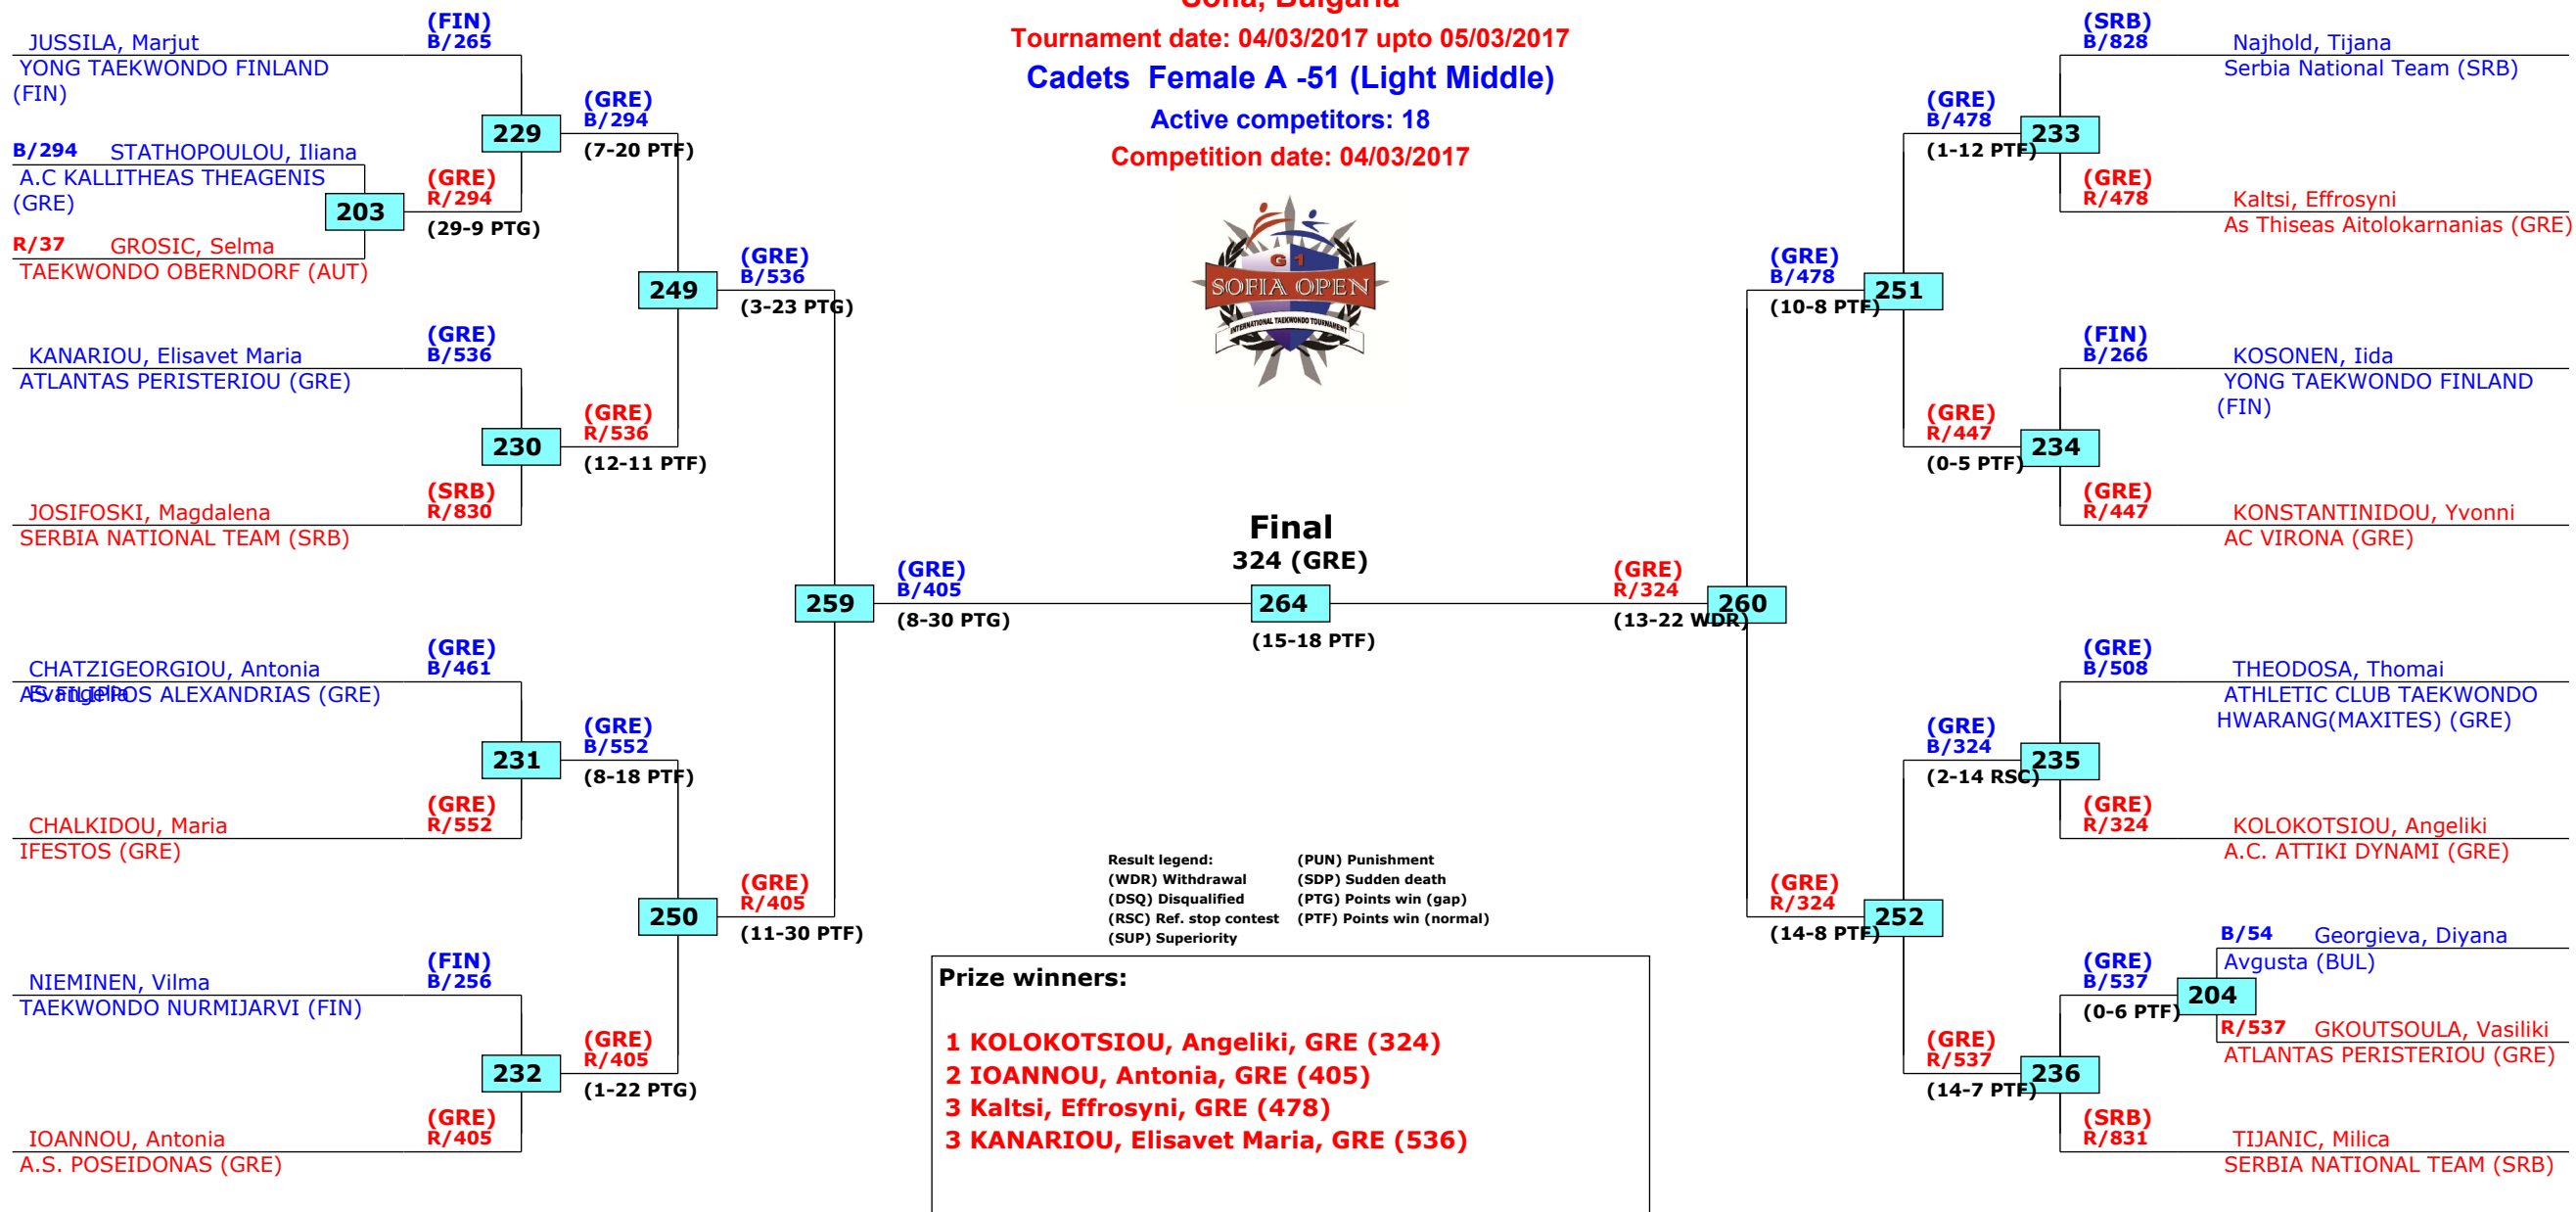 Sofia, Bulgaria
Tournament date: 04/03/2017 upto 05/03/2017
Cadets Female A -51 (Light Middle)
Active competitors: 18
Competition date: 04/03/2017
G 1
SOFIA OPEN
INTERNATIONAL TAEKWONDO TOURNAMENT
JUSSILA, Marjut
(FIN)
B/265
YONG TAEKWONDO FINLAND
(FIN)
229
(GRE)
B/294
(7-20 PTF)
B/294 STATHOPOULOU, Iliana
A.C KALLITHEAS THEAGENIS
(GRE)
203
(GRE)
R/294
(29-9 PTG)
R/37 GROSIC, Selma
TAEKWONDO OBERNDORF (AUT)
249
(GRE)
B/536
(3-23 PTG)
KANARIOU, Elisavet Maria
(GRE)
B/536
ATLANTAS PERISTERIOU (GRE)
230
(GRE)
R/536
(12-11 PTF)
JOSIFOSKI, Magdalena
(SRB)
R/830
SERBIA NATIONAL TEAM (SRB)
259
(GRE)
B/405
(8-30 PTG)
CHATZIGEORGIOU, Antonia
Evangelia
(GRE)
B/461
AS FILIPPOS ALEXANDRIAS (GRE)
231
(GRE)
B/552
(8-18 PTF)
CHALKIDOU, Maria
(GRE)
R/552
IFESTOS (GRE)
250
(GRE)
R/405
(11-30 PTF)
NIEMINEN, Vilma
(FIN)
B/256
TAEKWONDO NURMIJARVI (FIN)
232
(GRE)
R/405
(1-22 PTG)
IOANNOU, Antonia
(GRE)
R/405
A.S. POSEIDONAS (GRE)
Final
324 (GRE)
264
(15-18 PTF)
(GRE)
R/324
(13-22 WDR)
260
(SRB)
B/828
Najhold, Tijana
Serbia National Team (SRB)
(GRE)
B/478
(1-12 PTF)
233
(GRE)
R/478
Kaltsi, Effrosyni
As Thiseas Aitolokarnanias (GRE)
(GRE)
B/478
(10-8 PTF)
251
(FIN)
B/266
KOSONEN, Iida
YONG TAEKWONDO FINLAND
(FIN)
(GRE)
R/447
(0-5 PTF)
234
(GRE)
R/447
KONSTANTINIDOU, Yvonni
AC VIRONA (GRE)
(GRE)
B/508
THEODOSA, Thomai
ATHLETIC CLUB TAEKWONDO
HWARANG(MAXITES) (GRE)
(GRE)
B/324
(2-14 RSC)
235
(GRE)
R/324
KOLOKOTSIOU, Angeliki
A.C. ATTIKI DYNAMI (GRE)
(GRE)
R/324
(14-8 PTF)
252
B/54 Georgieva, Diyana
Avgusta (BUL)
(GRE)
B/537
(0-6 PTF)
204
R/537 GKOUTSOULA, Vasiliki
ATLANTAS PERISTERIOU (GRE)
(GRE)
R/537
(14-7 PTF)
236
(SRB)
R/831
TIJANIC, Milica
SERBIA NATIONAL TEAM (SRB)
Result legend: (PUN) Punishment
(WDR) Withdrawal (SDP) Sudden death
(DSQ) Disqualified (PTG) Points win (gap)
(RSC) Ref. stop contest (PTF) Points win (normal)
(SUP) Superiority
Prize winners:
1 KOLOKOTSIOU, Angeliki, GRE (324)
2 IOANNOU, Antonia, GRE (405)
3 Kaltsi, Effrosyni, GRE (478)
3 KANARIOU, Elisavet Maria, GRE (536)